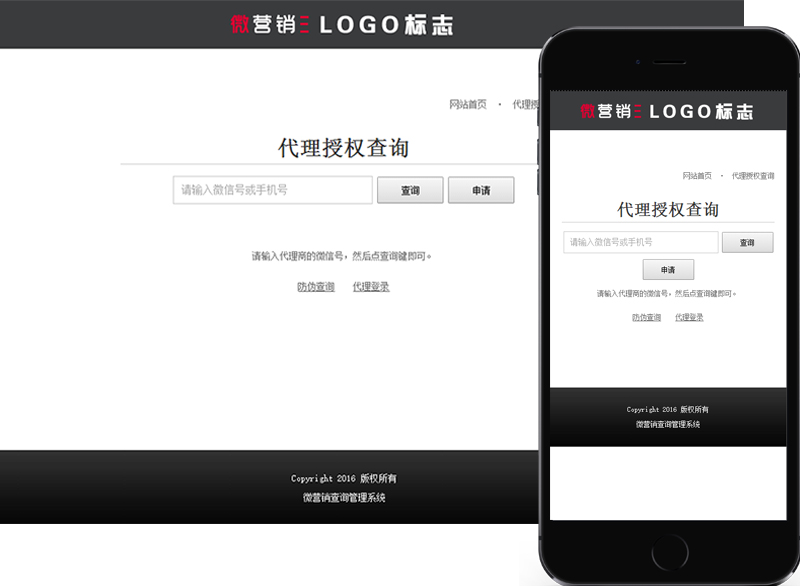 微营销三 LOGO标志
网站首页 · 代理授
代理授权查询
请输入微信号或手机号 查询 申请
请输入代理商的微信号，然后点查询键即可。
防伪查询 代理登录
Copyright 2016 版权所有
微营销查询管理系统
微营销三 LOGO标志
网站首页 · 代理授权查询
代理授权查询
请输入微信号或手机号 查询
申请
请输入代理商的微信号，然后点查询键即可。
防伪查询 代理登录
Copyright 2016 版权所有
微营销查询管理系统